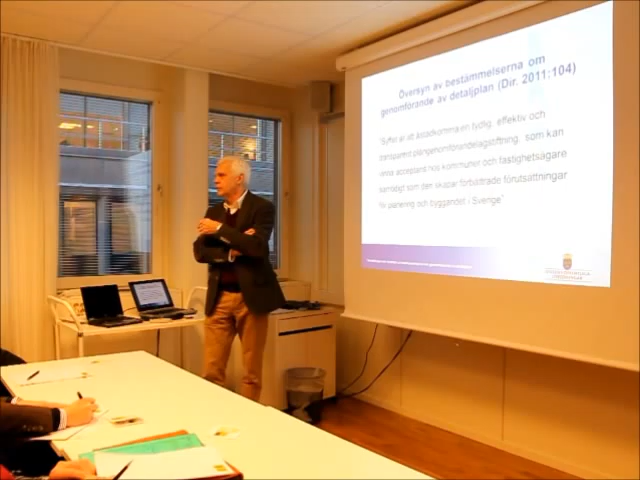 Översyn av bestämmelserna om
genomförande av detaljplan (Dir. 2011:104)
"Syftet är att åstadkomma en tydlig, effektiv och
transparent plangenomförandelagstiftning, som kan
vinna acceptans hos kommuner och fastighetsägare
samtidigt som den skapar förbättrade förutsättningar
för planering och byggandet i Sverige"